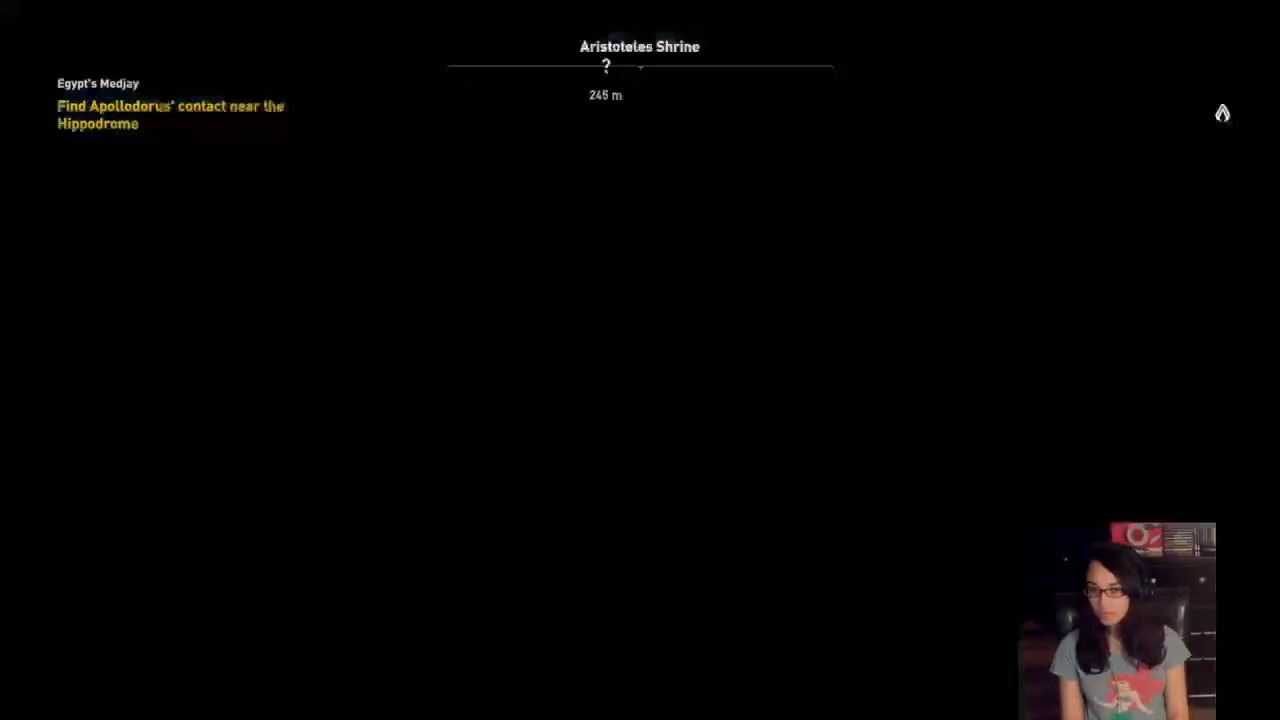 Aristoteles Shrine
?
245 m
Egypt's Medjay
Find Apollodorus' contact near the
Hippodrome